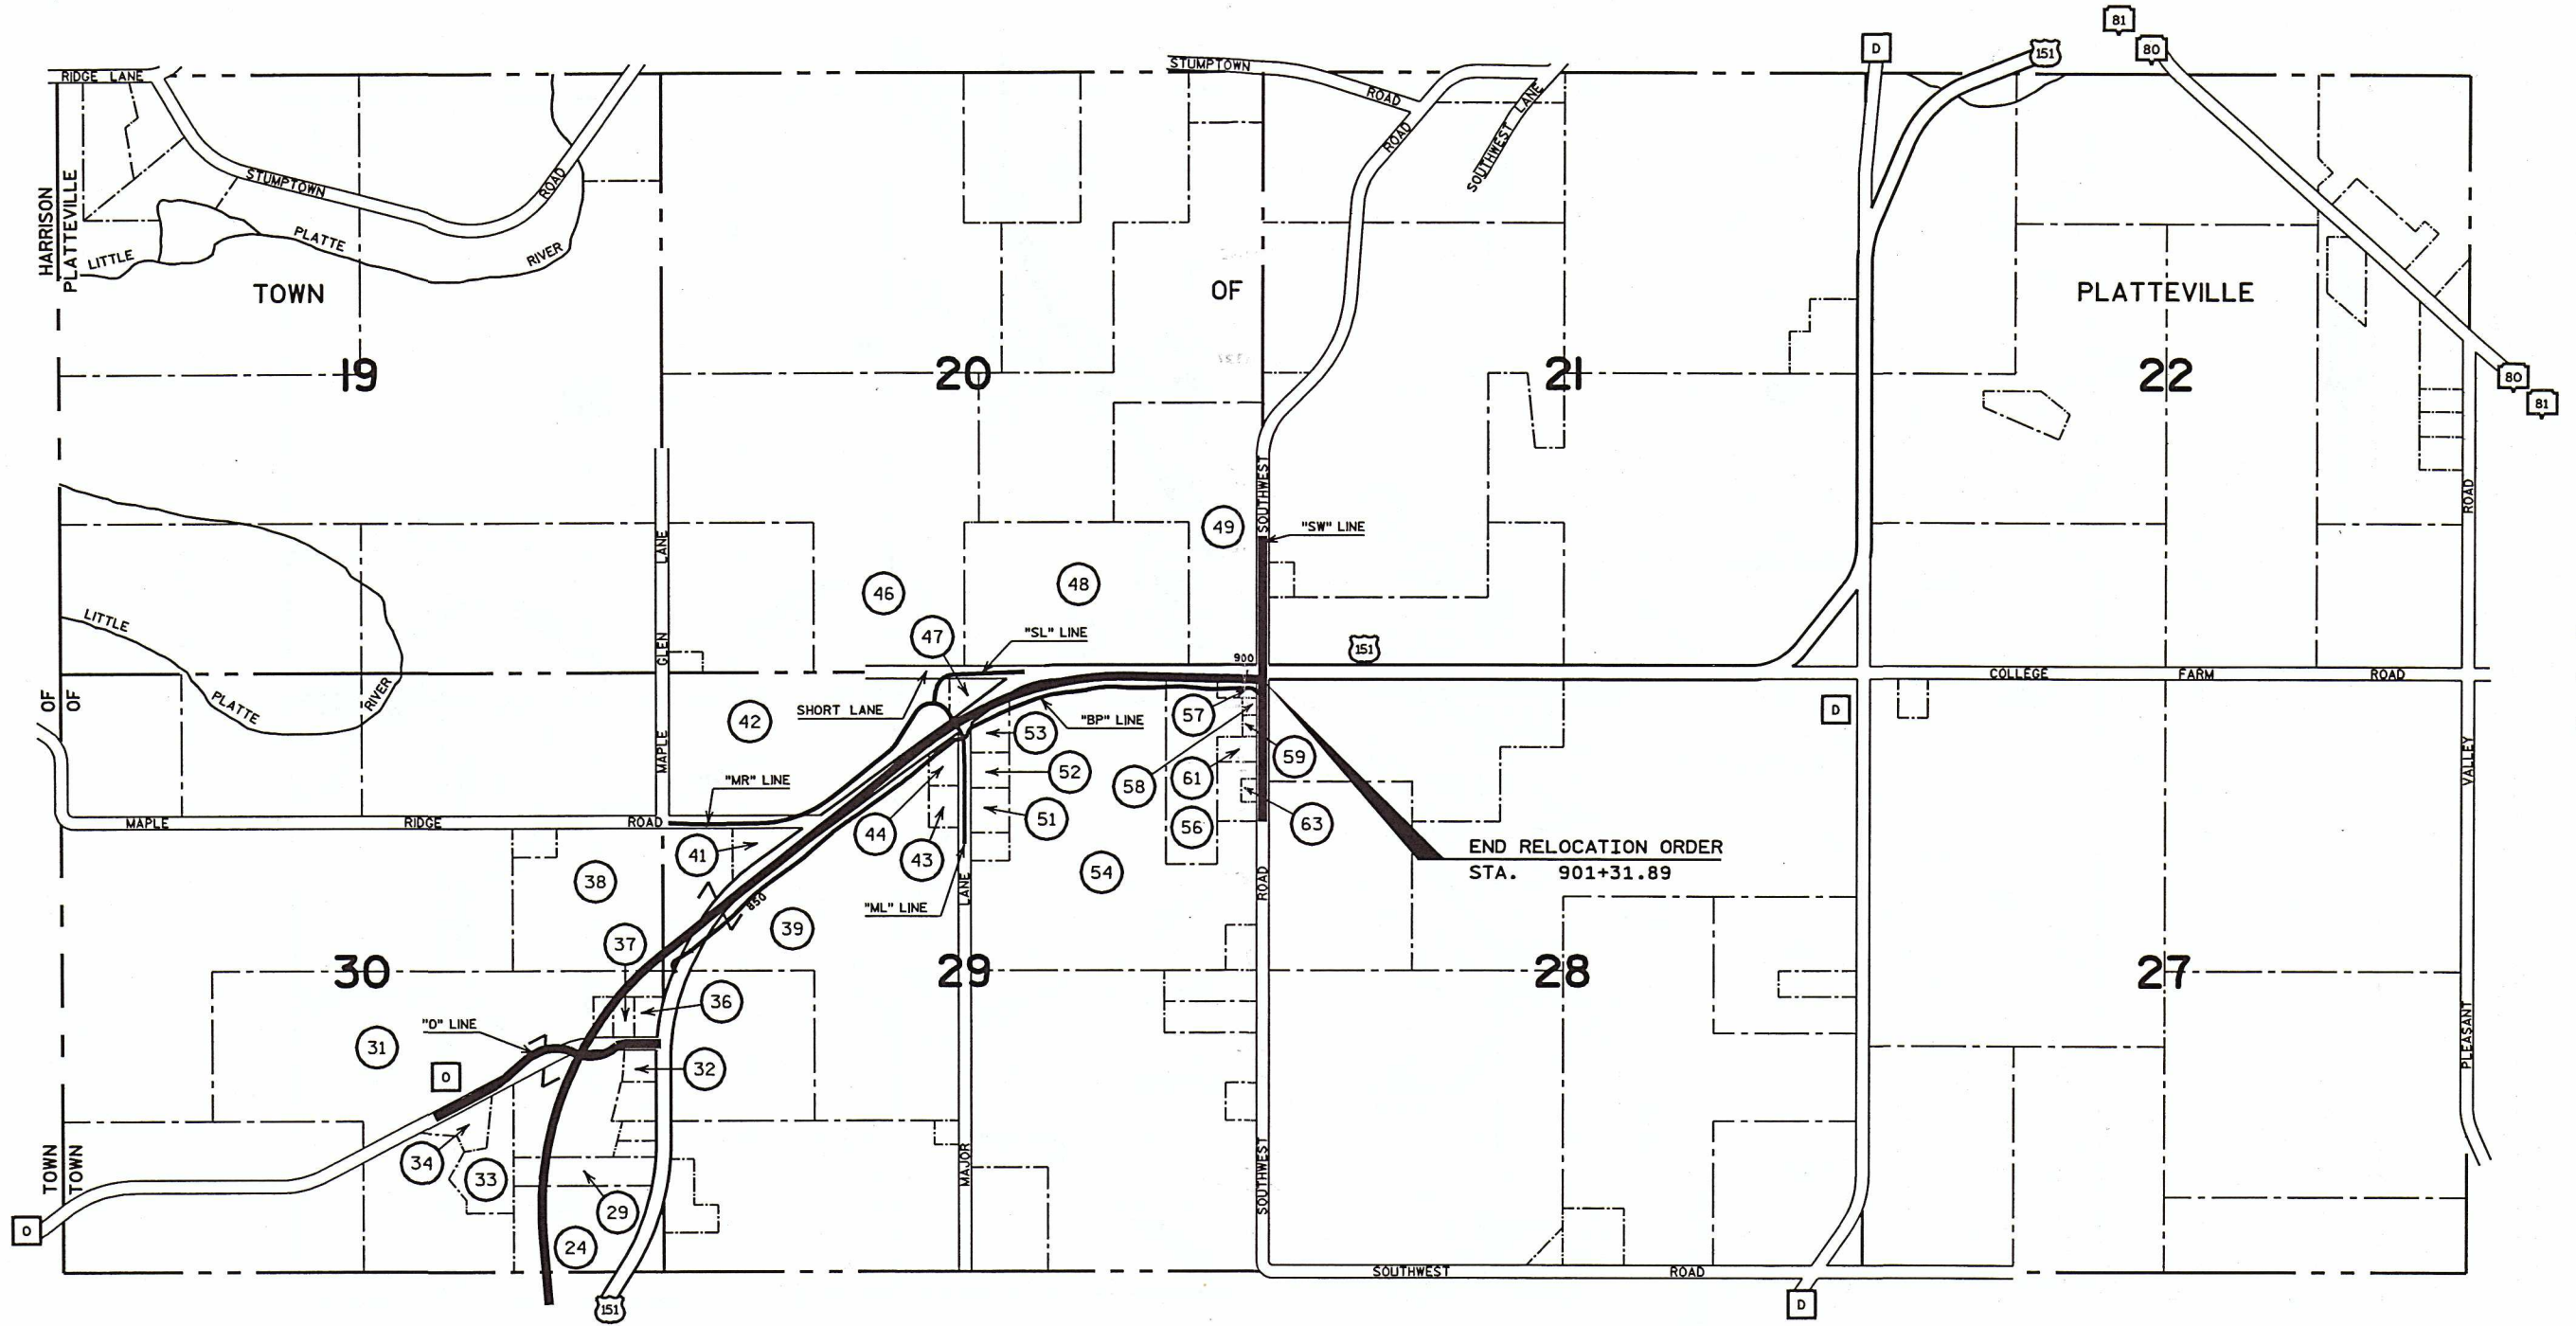 81
80
D
151
RIDGE LANE
STUMPTOWN
ROAD
ROAD
SOUTHWEST LANE
HARRISON
PLATTEVILLE
STUMPTOWN
ROAD
LITTLE
PLATTE
RIVER
TOWN
OF
PLATTEVILLE
19
20
21
22
80
81
SOUTHWEST
ROAD
49
"SW" LINE
LANE
46
48
LITTLE
47
"SL" LINE
GLEN
900
151
COLLEGE
FARM
ROAD
OF
OF
PLATTE
RIVER
SHORT LANE
42
57
D
"BP" LINE
53
MAPLE
59
VALLEY
52
61
58
"MR" LINE
MAPLE
RIDGE
ROAD
51
56
63
44
41
43
END RELOCATION ORDER
STA. 901+31.89
38
54
LANE
ROAD
850
"ML" LINE
39
37
30
29
28
27
36
"O" LINE
31
PLEASANT
32
O
TOWN
TOWN
34
33
MAJOR
SOUTHWEST
29
O
24
SOUTHWEST
ROAD
151
D